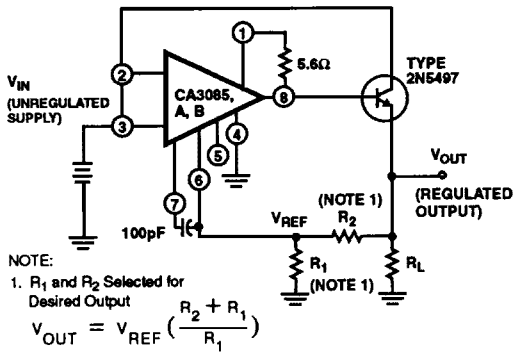 1
5.6Ω
TYPE
2N5497
V_IN
(UNREGULATED
SUPPLY)
2
CA3085,
A, B
8
3
4
5
6
7
100pF
V_OUT
(REGULATED
OUTPUT)
(NOTE 1)
V_REF
R_2
R_1
(NOTE 1)
R_L
NOTE:
1. R_1 and R_2 Selected for
Desired Output
V_OUT = V_REF (R_2 + R_1 / R_1)